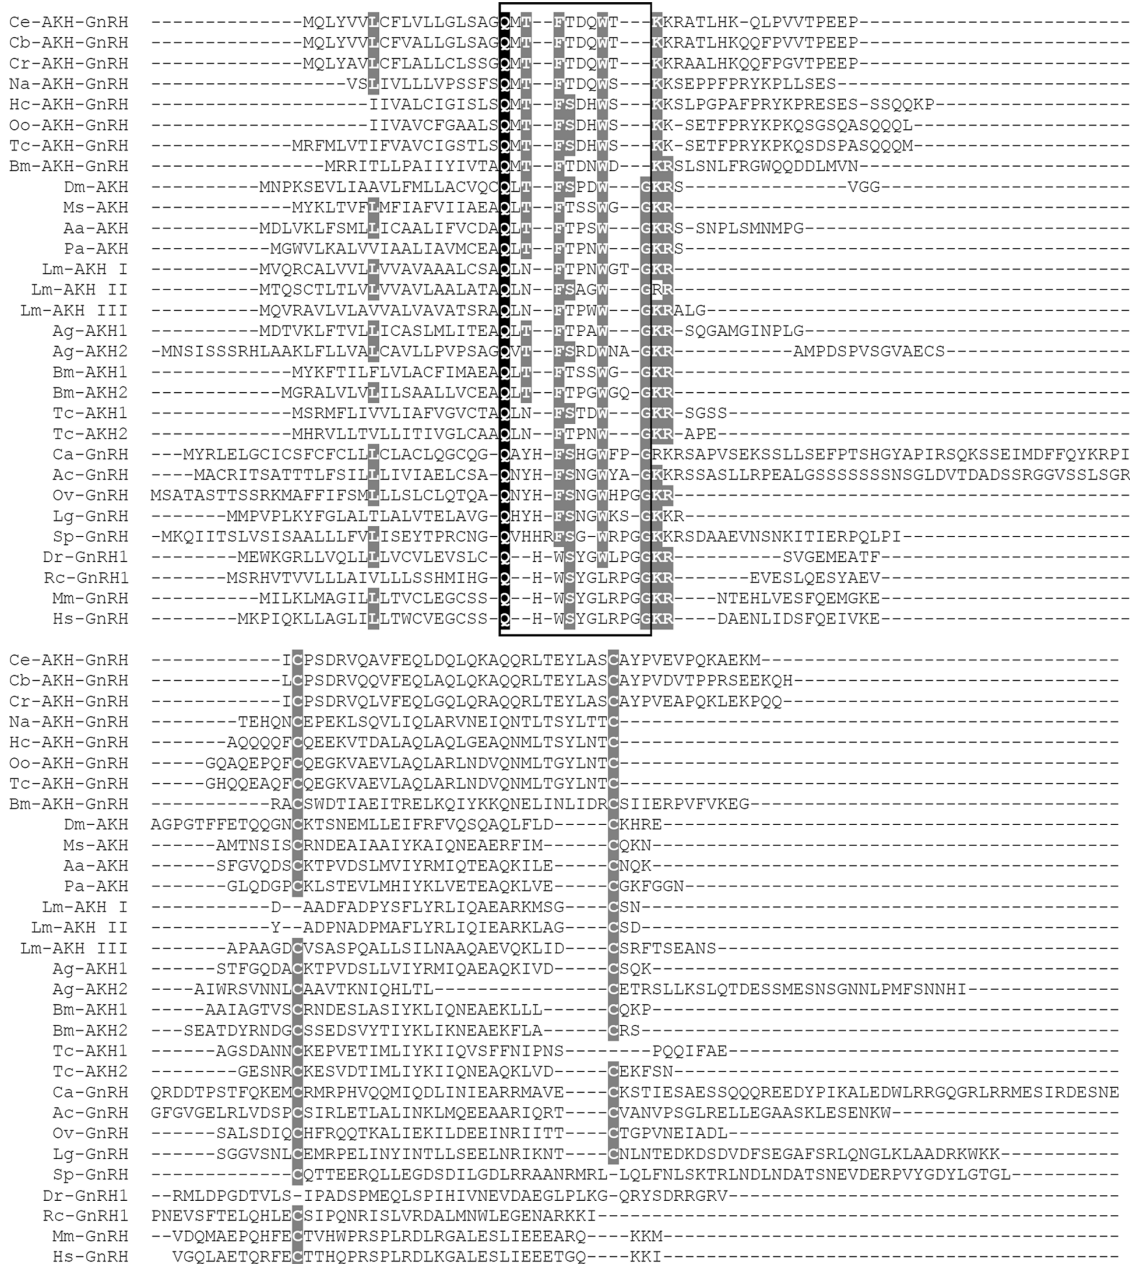 Ce-AKH-GnRH --------------MQLYVVLCFLVLLGLSAGQMT--FTDQWT---KKRATLHK-QLPVVTPEEP------------------------
Cb-AKH-GnRH --------------MQLYVVLCFVALLGLSAGQMT--FTDQWT---KKRATLHKQQFPVVTPEEP------------------------
Cr-AKH-GnRH --------------MQLYAVLCFLALLCLSSGQMT--FTDQWT---KKRAALHKQQFPGVTPEEP------------------------
Na-AKH-GnRH ------------------VSLIVLLLVPSSFSQMT--FTDQWS---KKSEPPFPRYKPLLSES--------------------------
Hc-AKH-GnRH --------------------IIVALCIGISLSQMT--FSDHWS---KKSLPGPAFPRYKPRESES-SSQQKP-----------------
Oo-AKH-GnRH --------------------IIVAVCFGAALSQMT--FSDHWS---KK-SETFPRYKPKQSGSQASQQQL-------------------
Tc-AKH-GnRH -------------MRFMLVTIFVAVCIGSTLSQMT--FSDHWS---KK-SETFPRYKPKQSDSPASQQQM-------------------
Bm-AKH-GnRH ----------------MRRITLLPAIIYIVTAQMT--FTDNWD---KRSLSNLFRGWQQDDLMVN------------------------
Dm-AKH ----------MNPKSEVLIAAVLFMLLACVQCQLT--FSPDW---GKRS---------------VGG-----------------------
Ms-AKH -------------MYKLTVFLMFIAFVIIAEAQLT--FTSSWG--GKR-----------------------------------------
Aa-AKH ----------MDLVKLFSMLLICAALIFVCDAQLT--FTPSW---GKRS-SNPLSMNMPG-----------------------------
Pa-AKH -----------MGWVLKALVVIAALIAVMCEAQLT--FTPNW---GKRS----------------------------------------
Lm-AKH I ----------MVQRCALVVLLVVAVAAALCSAQLN--FTPNWGT-GKR-----------------------------------------
Lm-AKH II ----------MTQSCTLTLVLVVAVLAALATAQLN--FSAGW---GRR-----------------------------------------
Lm-AKH III ----------MQVRAVLVLAVVALVAVATSRAQLN--FTPWW---GKRALG--------------------------------------
Ag-AKH1 ----------MDTVKLFTVLLICASLMLITEAQLT--FTPAW---GKR-SQGAMGINPLG-----------------------------
Ag-AKH2 -MNSISSSRHLAAKLFLLVALCAVLLPVPSAGQVT--FSRDWNA-GKR-----------AMPDSPVSGVAECS----------------
Bm-AKH1 -------------MYKFTILFLVLACFIMAEAQLT--FTSSWG--GKR-----------------------------------------
Bm-AKH2 -----------MGRALVLVLILSAALLVCEAQLT--FTPGWGQ-GKR-----------------------------------------
Tc-AKH1 -------------MSRMFLIVVLIAFVGVCTAQLN--FSTDW---GKR-SGSS------------------------------------
Tc-AKH2 -------------MHRVLLTVLLITIVGLCAAQLN--FTPNW---GKR-APE-------------------------------------
Ca-GnRH ---MYRLELGCICSFCFCLLLCLACLQGCQG-QAYH-FSHGWFP-GRKRSAPVSEKSSLLSEFPTSHGYAPIRSQKSSEIMDFFQYKRPI
Ac-GnRH ----MACRITSATTTLFSILLLIVIAELCSA-QNYH-FSNGWYA-GKKRSSASLLRPEALGSSSSSSSNSGLDVTDADSSRGGVSSLSGR
Ov-GnRH MSATASTTSSRKMAFFIFSMLLLSLCLQTQA-QNYH-FSNGWHPGGKR------------------------------------------
Lg-GnRH -------MMPVPLKYFGLALTLALVTELAVG-QHYH-FSNGWKS-GKKR-----------------------------------------
Sp-GnRH --MKQIITSLVSISAALLLFVLISEYTPRCNG-QVHHRFSG-WRPGGKKRSDAAEVNSNKITIERPQLPI--------------------
Dr-GnRH1 --------MEWKGRLLVQLLLLVCVLEVSLC-Q--H-WSYGWLPGGKR----------SVGEMEATF-----------------------
Rc-GnRH1 -------MSRHVTVVLLLAIVLLLSSHMIHG-Q--H-WSYGLRPGGKR-------EVESLQESYAEV-----------------------
Mm-GnRH ----------MILKLMAGILLLTVCLEGCSS-Q--H-WSYGLRPGGKR----NTEHLVESFQEMGKE-----------------------
Hs-GnRH ---------MKPIQKLLAGLILLTWCVEGCSS-Q--H-WSYGLRPGGKR----DAENLIDSFQEIVKE----------------------
Ce-AKH-GnRH ------------ICPSDRVQAVFEQLDQLQKAQQRLTEYLASCAYPVEVPQKAEKM---------------------------------
Cb-AKH-GnRH ------------LCPSDRVQQVFEQLAQLQKAQQRLTEYLASCAYPVDVTPPRSEEKQH------------------------------
Cr-AKH-GnRH ------------ICPSDRVQLVFEQLGQLQRAQQRLTEYLASCAYPVEAPQKLEKPQQ-------------------------------
Na-AKH-GnRH --------TEHQNCEPEKLSQVLIQLARVNEIQNTLTSYLTTC----------------------------------------------
Hc-AKH-GnRH -------AQQQQFCQEEKVTDALAQLAQLGEAQNMLTSYLNTC----------------------------------------------
Oo-AKH-GnRH -----GQAQEPQFCQEGKVAEVLAQLARLNDVQNMLTGYLNTC----------------------------------------------
Tc-AKH-GnRH -----GHQQEAQFCQEGKVAEVLAQLARLNDVQNMLTGYLNTC----------------------------------------------
Bm-AKH-GnRH -----------RACSWDTIAEITRELKQIYKKQNELINLIDRCSIIERPVFVKEG----------------------------------
Dm-AKH AGPGTFFETQQGNCKTSNEMLLEIFRFVQSQAQLFLD-----CKHRE------------------------------------------
Ms-AKH ------AMTNSISCRNDEAIAAIYKAIQNEAERFIM------CQKN-------------------------------------------
Aa-AKH ------SFGVQDSCKTPVDSLMVIYRMIQTEAQKILE-----CNQK-------------------------------------------
Pa-AKH -------GLQDGPCKLSTEVLMHIYKLVETEAQKLVE-----CGKFGGN----------------------------------------
Lm-AKH I -----------D--AADFADPYSFLYRLIQAEARKMSG----CSN--------------------------------------------
Lm-AKH II -----------Y--ADPNADPMAFLYRLIQIEARKLAG----CSD--------------------------------------------
Lm-AKH III -------APAAGDCVSASPQALLSILNAAQAEVQKLID----CSRFTSEANS-------------------------------------
Ag-AKH1 ------STFGQDACKTPVDSLLVIYRMIQAEAQKIVD-----CSQK-------------------------------------------
Ag-AKH2 ----AIWRSVNNLCAAVTKNIQHLTL----------------CETRSLLKSLQTDESSMESNSGNNLPMFSNNHI--------------
Bm-AKH1 -----AAIAGTVSCRNDESLASIYKLIQNEAEKLLL------CQKP-------------------------------------------
Bm-AKH2 ---SEATDYRNDGCSSEDSVYTIYKLIKNEAEKFLA------CRS--------------------------------------------
Tc-AKH1 ------AGSDANNCKEPVETIMLIYKIIQVSFFNIPNS--------PQQIFAE------------------------------------
Tc-AKH2 --------GESNRCKESVDTIMLIYKIIQNEAQKLVD-----CEKFSN-----------------------------------------
Ca-GnRH QRDDTPSTFQKEMCRMRPHVQQMIQDLINIEARRMAVE----CKSTIESAESSQQQREEDYPIKALEDWLRRGQGRLRRMESIRDESNE
Ac-GnRH GFGVGELRLVDSPCSIRLETLALINKLMQEEAARIQRT----CVANVPSGLRELLEGAASKLESENKW---------------------
Ov-GnRH ------SALSDIQCHFRQQTKALIEKILDEEINRIITT----CTGPVNEIADL------------------------------------
Lg-GnRH ------SGGVSNLCEMRPELINYINTLLSEELNRIKNT----CNLNTEDKDSDVDFSEGAFSRLQNGLKLAADRKWKK-----------
Sp-GnRH -------------CQTTEERQLLEGDSDILGDLRRAANRMRL-LQLFNLSKTRLNDLNDATSNEVDERPVYGDYLGTGL----------
Dr-GnRH1 --RMLDPGDTVLS-IPADSPMEQLSPIHIVNEVDAEGLPLKG-QRYSDRRGRV------------------------------------
Rc-GnRH1 PNEVSFTELQHLECSIPQNRISLVRDALMNWLEGENARKKI------------------------------------------------
Mm-GnRH --VDQMAEPQHFECTVHWPRSPLRDLRGALESLIEEEARQ----KKM------------------------------------------
Hs-GnRH --VGQLAETQRFECTTHQPRSPLRDLKGALESLIEEETGQ----KKI------------------------------------------